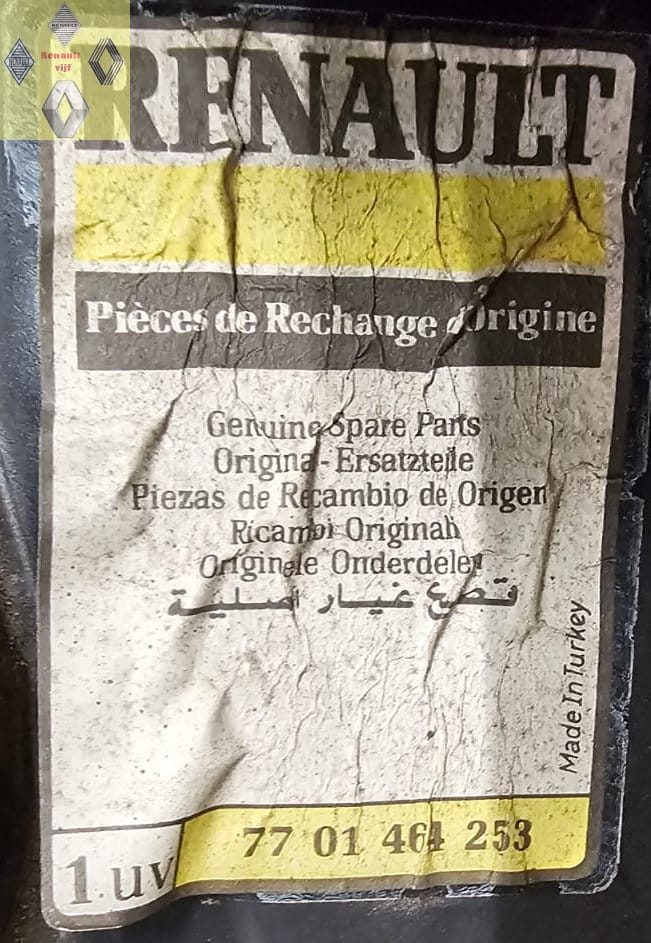 Renault
vijf
RENAULT
Pièces de Rechange d'Origine
Genuine Spare Parts
Original-Ersatzteile
Piezas de Recambio de Origen
Ricambi Originali
Originele Onderdelen
قطع غيار أصلية
Made In Turkey
77 01 464 253
1 uv